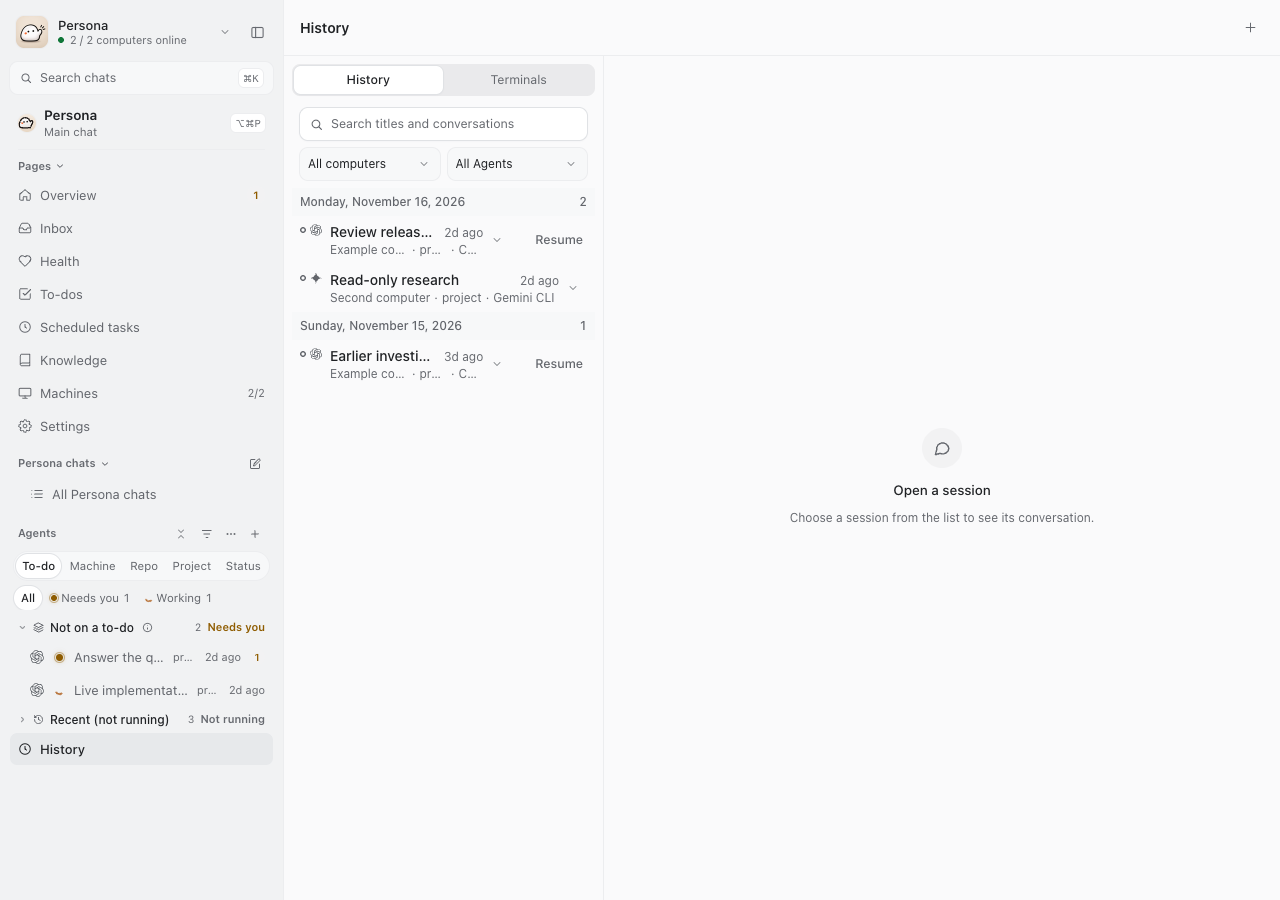 Persona
2 / 2 computers online
Search chats
⌘K
Persona
Main chat
⌥⌘P
Pages
Overview
1
Inbox
Health
To-dos
Scheduled tasks
Knowledge
Machines
2/2
Settings
Persona chats
All Persona chats
Agents
To-do
Machine
Repo
Project
Status
All
Needs you 1
Working 1
Not on a to-do
2 Needs you
Answer the q... pr... 2d ago 1
Live implementat... pr... 2d ago
Recent (not running)
3 Not running
History
History
History
Terminals
Search titles and conversations
All computers
All Agents
Monday, November 16, 2026
2
Review releas... 2d ago
Example co... · pr... · C...
Resume
Read-only research 2d ago
Second computer · project · Gemini CLI
Sunday, November 15, 2026
1
Earlier investi... 3d ago
Example co... · pr... · C...
Resume
Open a session
Choose a session from the list to see its conversation.